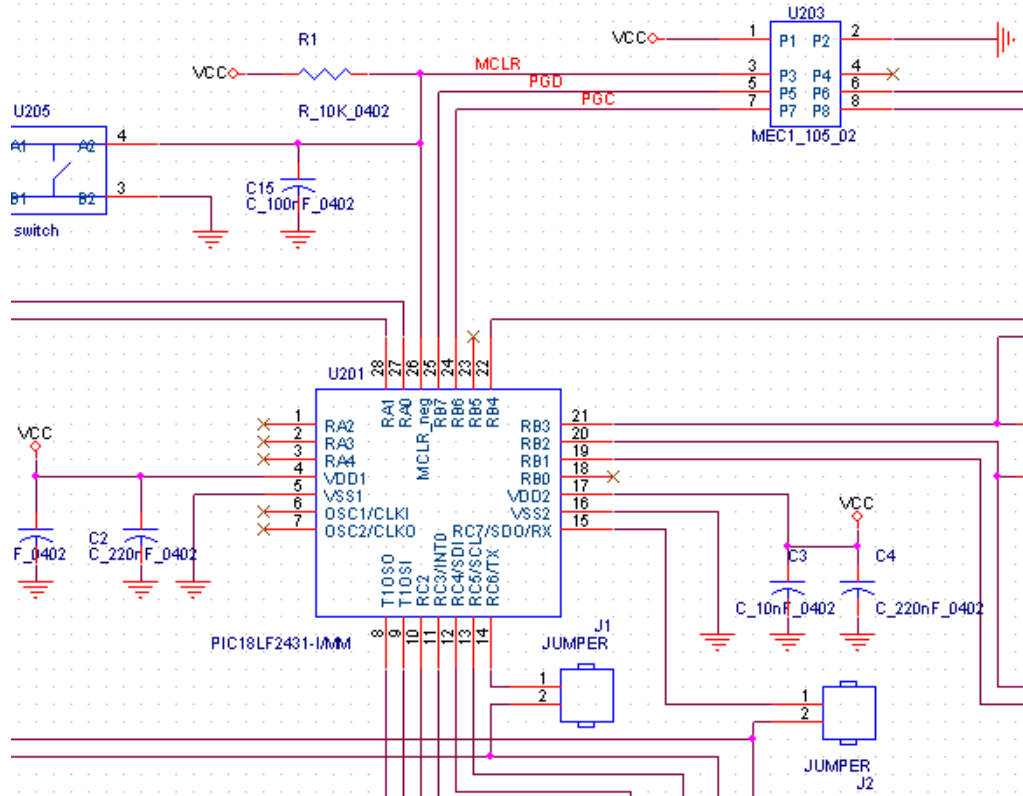 U203
R1
VCC
1
P1
P2
2
MCLR
3
P3
P4
4
VCC
PGD
5
P5
P6
6
PGC
7
P7
P8
8
U205
R_10K_0402
MEC1_105_02
4
A1
A2
3
B1
B2
C15
C_100nF_0402
switch
28
27
26
25
24
23
22
U201
RA1
RA0
MCLR_neg
RB7
RB6
RB5
RB4
1
RA2
2
RA3
3
RA4
4
VDD1
5
VSS1
6
OSC1/CLKI
7
OSC2/CLKO
RB3
21
RB2
20
RB1
19
RB0
18
VDD2
17
VSS2
16
RC7/SDO/RX
15
VCC
VCC
F_0402
C2
C_220nF_0402
C3
C4
C_10nF_0402
C_220nF_0402
T1OSO
T1OSI
RC2
RC3/INT0
RC4/SDI
RC5/SCL
RC6/TX
8
9
10
11
12
13
14
PIC18LF2431-I/MM
J1
JUMPER
1
2
1
2
JUMPER
J2